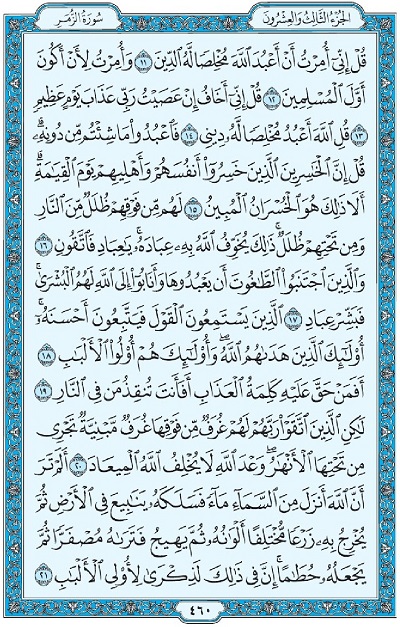 سُورَةُ الزُّمَرِ الجُزْءُ الثَّالِثُ وَالعِشْرُونَ
قُلْ إِنِّىٓ أُمِرْتُ أَنْ أَعْبُدَ ٱللَّهَ مُخْلِصًا لَّهُ ٱلدِّينَ ١١ وَأُمِرْتُ لِأَنْ أَكُونَ
أَوَّلَ ٱلْمُسْلِمِينَ ١٢ قُلْ إِنِّىٓ أَخَافُ إِنْ عَصَيْتُ رَبِّى عَذَابَ يَوْمٍ عَظِيمٍ
١٣ قُلِ ٱللَّهَ أَعْبُدُ مُخْلِصًا لَّهُۥ دِينِى ١٤ فَٱعْبُدُوا۟ مَا شِئْتُم مِّن دُونِهِۦ ۗ
قُلْ إِنَّ ٱلْخَٰسِرِينَ ٱلَّذِينَ خَسِرُوٓا۟ أَنفُسَهُمْ وَأَهْلِيهِمْ يَوْمَ ٱلْقِيَٰمَةِ ۗ
أَلَا ذَٰلِكَ هُوَ ٱلْخُسْرَانُ ٱلْمُبِينُ ١٥ لَهُم مِّن فَوْقِهِمْ ظُلَلٌ مِّنَ ٱلنَّارِ
وَمِن تَحْتِهِمْ ظُلَلٌ ۚ ذَٰلِكَ يُخَوِّفُ ٱللَّهُ بِهِۦ عِبَادَهُۥ ۚ يَٰعِبَادِ فَٱتَّقُونِ ١٦
وَٱلَّذِينَ ٱجْتَنَبُوا۟ ٱلطَّٰغُوتَ أَن يَعْبُدُوهَا وَأَنَابُوٓا۟ إِلَى ٱللَّهِ لَهُمُ ٱلْبُشْرَىٰ ۚ
فَبَشِّرْ عِبَادِ ١٧ ٱلَّذِينَ يَسْتَمِعُونَ ٱلْقَوْلَ فَيَتَّبِعُونَ أَحْسَنَهُۥٓ ۚ
أُو۟لَٰٓئِكَ ٱلَّذِينَ هَدَىٰهُمُ ٱللَّهُ ۖ وَأُو۟لَٰٓئِكَ هُمْ أُو۟لُوا۟ ٱلْأَلْبَٰبِ ١٨
أَفَمَنْ حَقَّ عَلَيْهِ كَلِمَةُ ٱلْعَذَابِ أَفَأَنتَ تُنقِذُ مَن فِى ٱلنَّارِ ١٩
لَٰكِنِ ٱلَّذِينَ ٱتَّقَوْا۟ رَبَّهُمْ لَهُمْ غُرَفٌ مِّن فَوْقِهَا غُرَفٌ مَّبْنِيَّةٌ تَجْرِى
مِن تَحْتِهَا ٱلْأَنْهَٰرُ ۖ وَعْدَ ٱللَّهِ ۖ لَا يُخْلِفُ ٱللَّهُ ٱلْمِيعَادَ ٢٠ أَلَمْ تَرَ
أَنَّ ٱللَّهَ أَنزَلَ مِنَ ٱلسَّمَآءِ مَآءً فَسَلَكَهُۥ يَنَٰبِيعَ فِى ٱلْأَرْضِ ثُمَّ
يُخْرِجُ بِهِۦ زَرْعًا مُّخْتَلِفًا أَلْوَٰنُهُۥ ثُمَّ يَهِيجُ فَتَرَىٰهُ مُصْفَرًّا ثُمَّ
يَجْعَلُهُۥ حُطَٰمًا ۚ إِنَّ فِى ذَٰلِكَ لَذِكْرَىٰ لِأُو۟لِى ٱلْأَلْبَٰبِ ٢١
٤٦٠